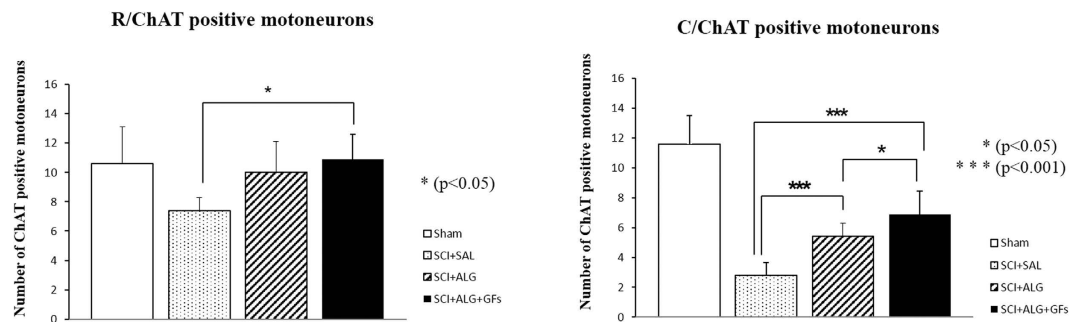 R/ChAT positive motoneurons
Number of ChAT positive motoneurons
16
14
12
10
8
6
4
2
0
*
* (p<0.05)
Sham
SCI+SAL
SCI+ALG
SCI+ALG+GFs
C/ChAT positive motoneurons
Number of ChAT positive motoneurons
16
14
12
10
8
6
4
2
0
***
*
***
* (p<0.05)
* * * (p<0.001)
Sham
SCI+SAL
SCI+ALG
SCI+ALG+GFs